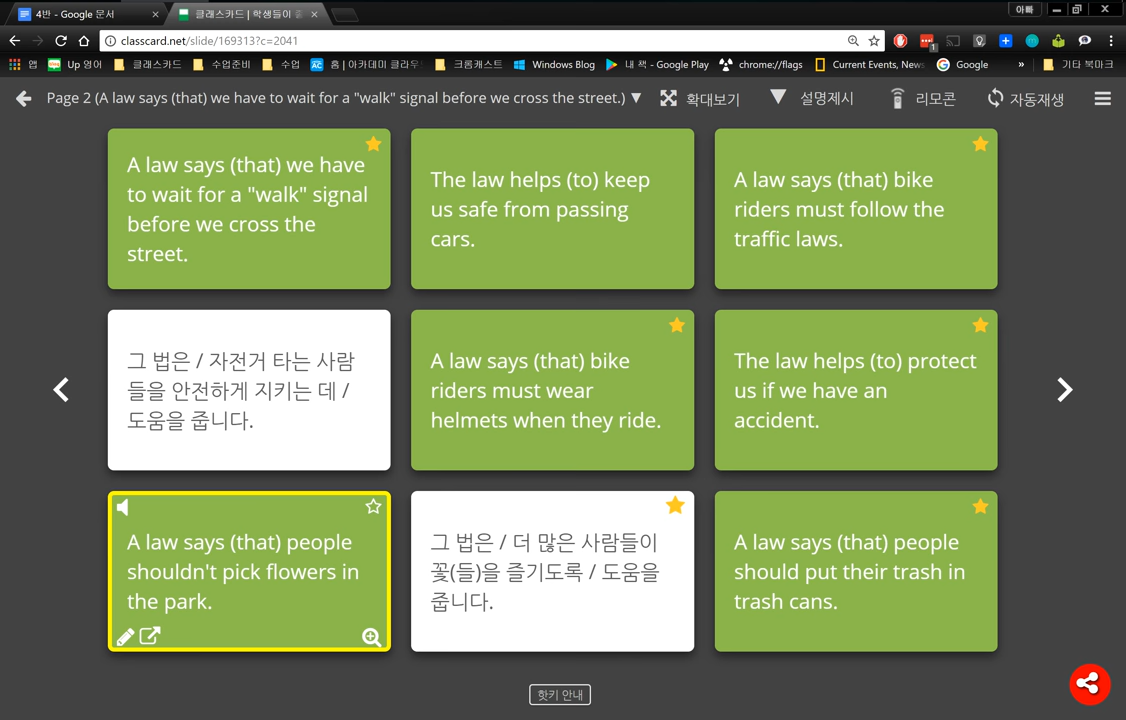 4반 - Google 문서
클래스카드 | 학생들이
아빠
classcard.net/slide/169313?c=2041
1
앱
Up 영어
클래스카드
수업준비
수업
홈 | 아카데미 클라우
크롬캐스트
Windows Blog
내 책 - Google Play
chrome://flags
Current Events, News
Google
»
기타 북마크
Page 2 (A law says (that) we have to wait for a "walk" signal before we cross the street.) ▼
확대보기
설명제시
리모콘
자동재생
A law says (that) we have
to wait for a "walk" signal
before we cross the
street.
The law helps (to) keep
us safe from passing
cars.
A law says (that) bike
riders must follow the
traffic laws.
그 법은 / 자전거 타는 사람
들을 안전하게 지키는 데 /
도움을 줍니다.
A law says (that) bike
riders must wear
helmets when they ride.
The law helps (to) protect
us if we have an
accident.
A law says (that) people
shouldn't pick flowers in
the park.
그 법은 / 더 많은 사람들이
꽃(들)을 즐기도록 / 도움을
줍니다.
A law says (that) people
should put their trash in
trash cans.
핫키 안내